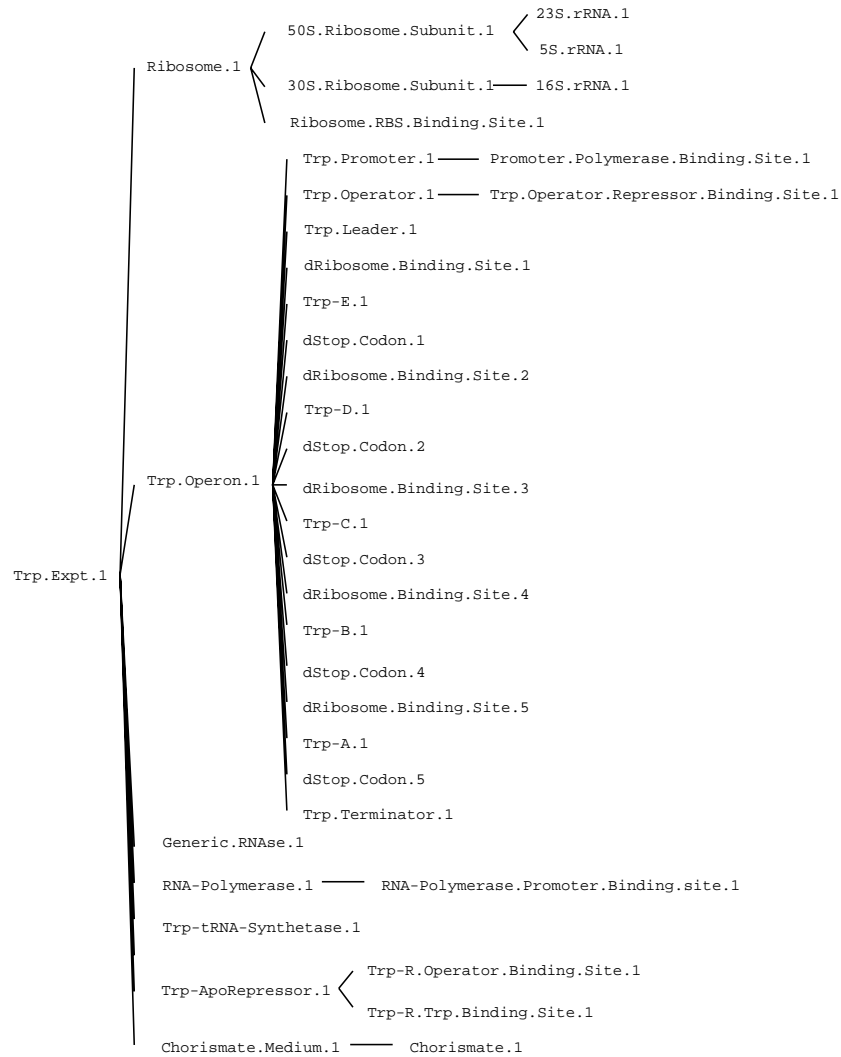 23S.rRNA.1
50S.Ribosome.Subunit.1
5S.rRNA.1
Ribosome.1
30S.Ribosome.Subunit.1 16S.rRNA.1
Ribosome.RBS.Binding.Site.1
Trp.Promoter.1 Promoter.Polymerase.Binding.Site.1
Trp.Operator.1 Trp.Operator.Repressor.Binding.Site.1
Trp.Leader.1
dRibosome.Binding.Site.1
Trp-E.1
dStop.Codon.1
dRibosome.Binding.Site.2
Trp-D.1
dStop.Codon.2
Trp.Operon.1
dRibosome.Binding.Site.3
Trp-C.1
dStop.Codon.3
Trp.Expt.1
dRibosome.Binding.Site.4
Trp-B.1
dStop.Codon.4
dRibosome.Binding.Site.5
Trp-A.1
dStop.Codon.5
Trp.Terminator.1
Generic.RNAse.1
RNA-Polymerase.1 RNA-Polymerase.Promoter.Binding.site.1
Trp-tRNA-Synthetase.1
Trp-R.Operator.Binding.Site.1
Trp-ApoRepressor.1
Trp-R.Trp.Binding.Site.1
Chorismate.Medium.1 Chorismate.1